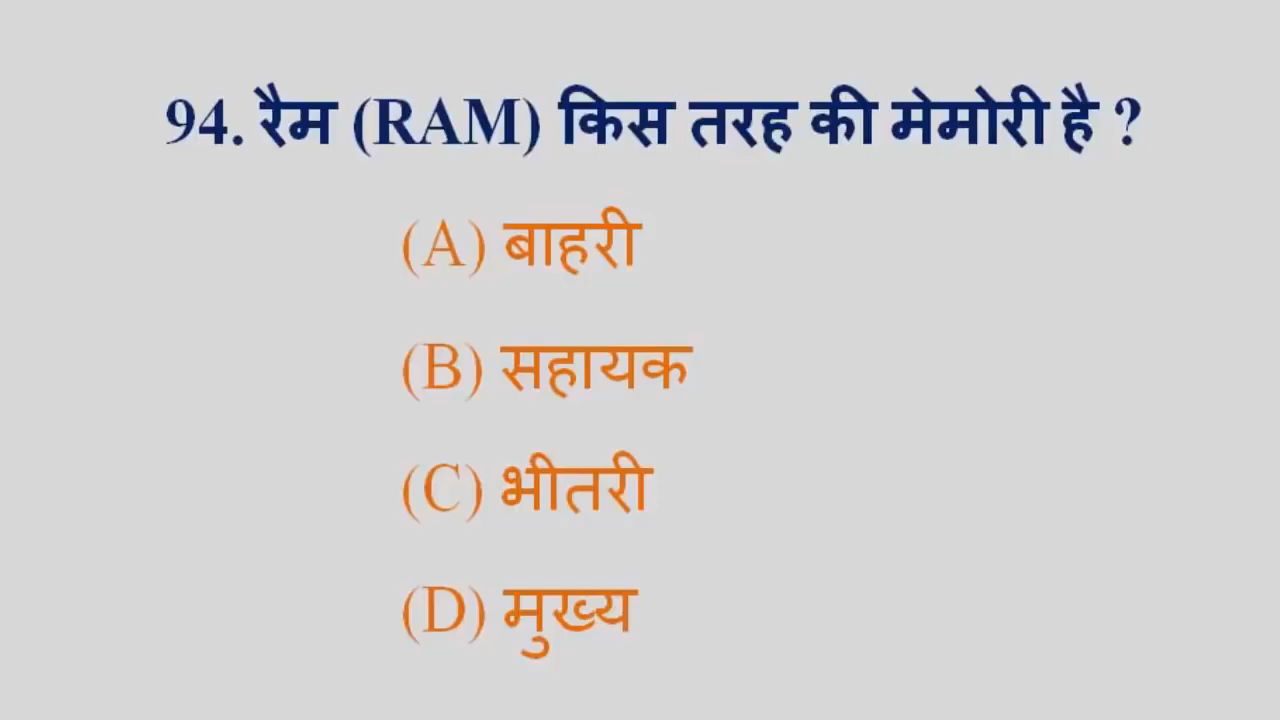 94. रैम (RAM) किस तरह की मेमोरी है ?
(A) बाहरी
(B) सहायक
(C) भीतरी
(D) मुख्य